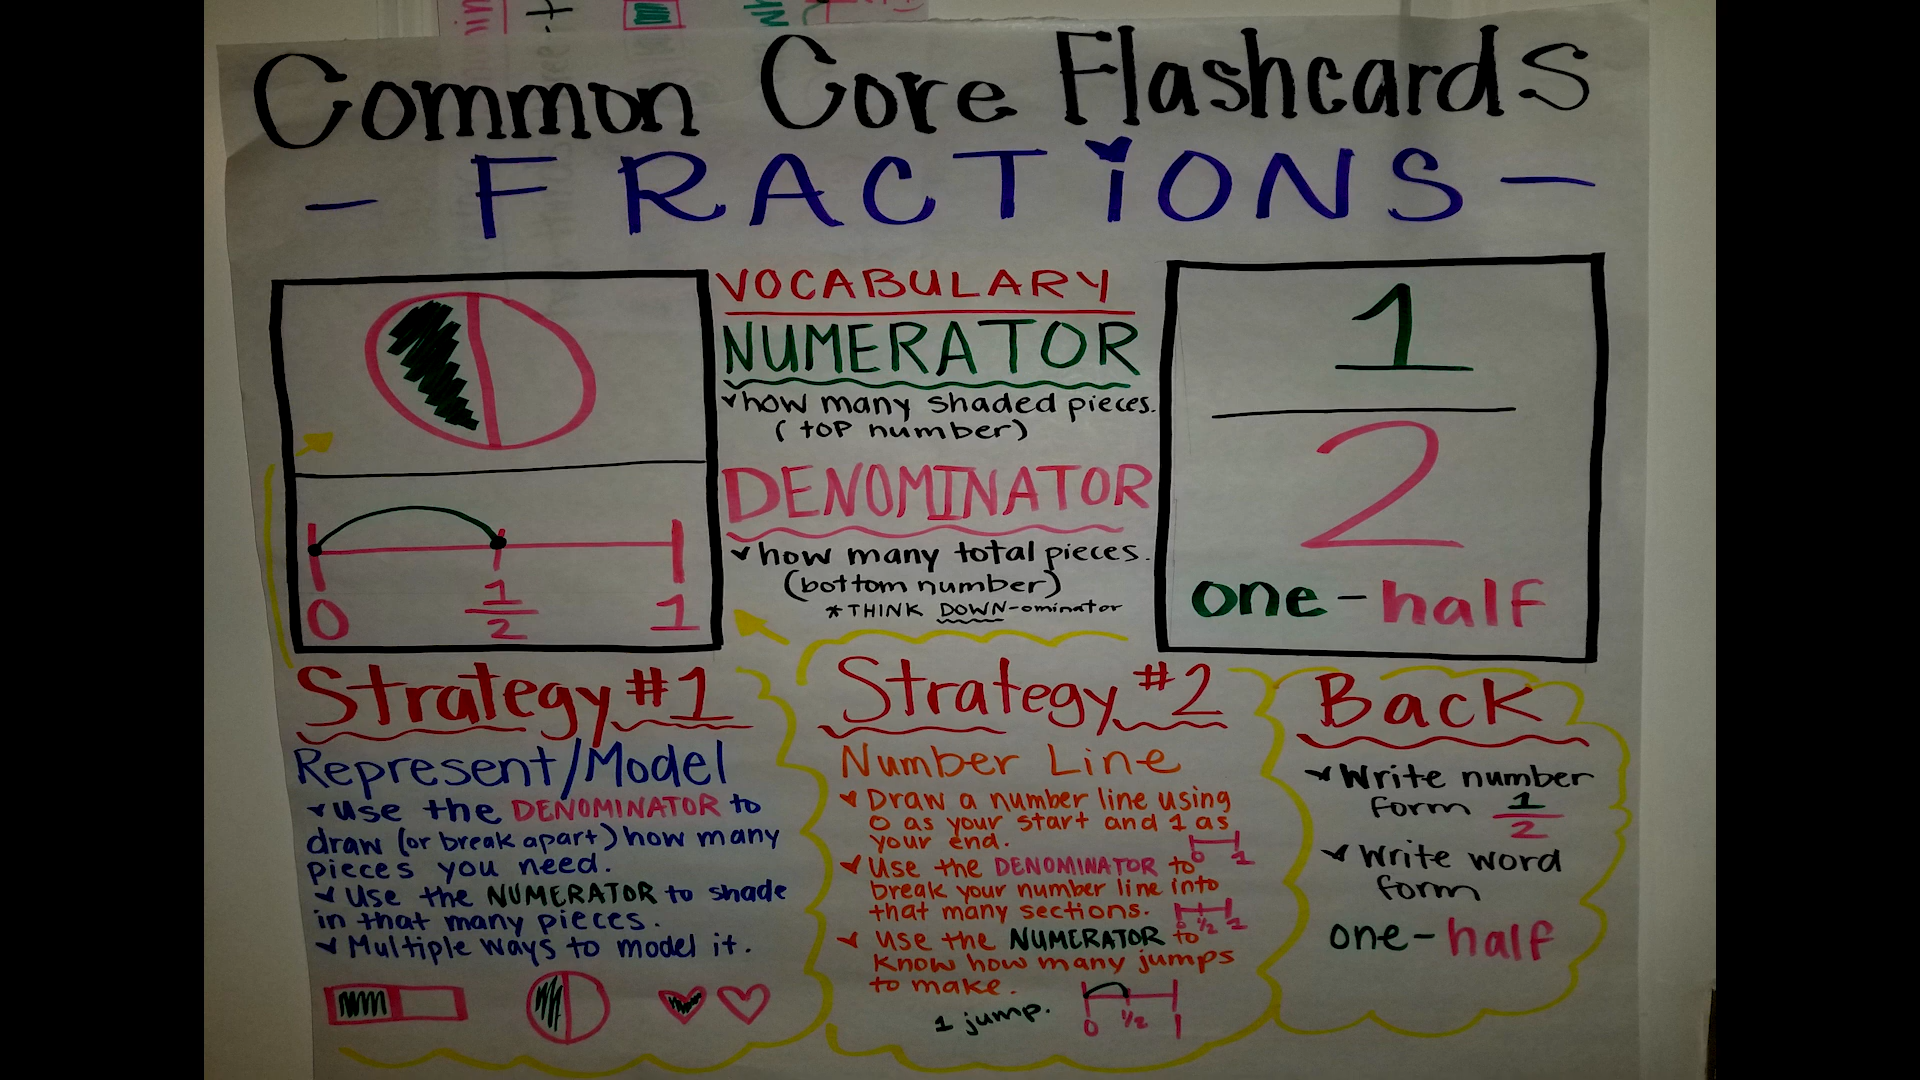 Common Core Flashcards
- FRACTIONS -
0
1
2
1
VOCABULARY
NUMERATOR
how many shaded pieces.
(top number)
DENOMINATOR
how many total pieces.
(bottom number)
*THINK DOWN-ominator
1
2
one-half
Strategy #1
Represent/Model
Use the DENOMINATOR to
draw (or break apart) how many
pieces you need.
Use the NUMERATOR to shade
in that many pieces.
Multiple ways to model it.
Strategy #2
Number Line
Draw a number line using
0 as your start and 1 as
your end.
0 1
Use the DENOMINATOR to
break your number line into
that many sections.
0 1/2 1
Use the NUMERATOR to
know how many jumps
to make.
1 jump.
0 1/2 1
Back
Write number
form 1/2
Write word
form
one-half